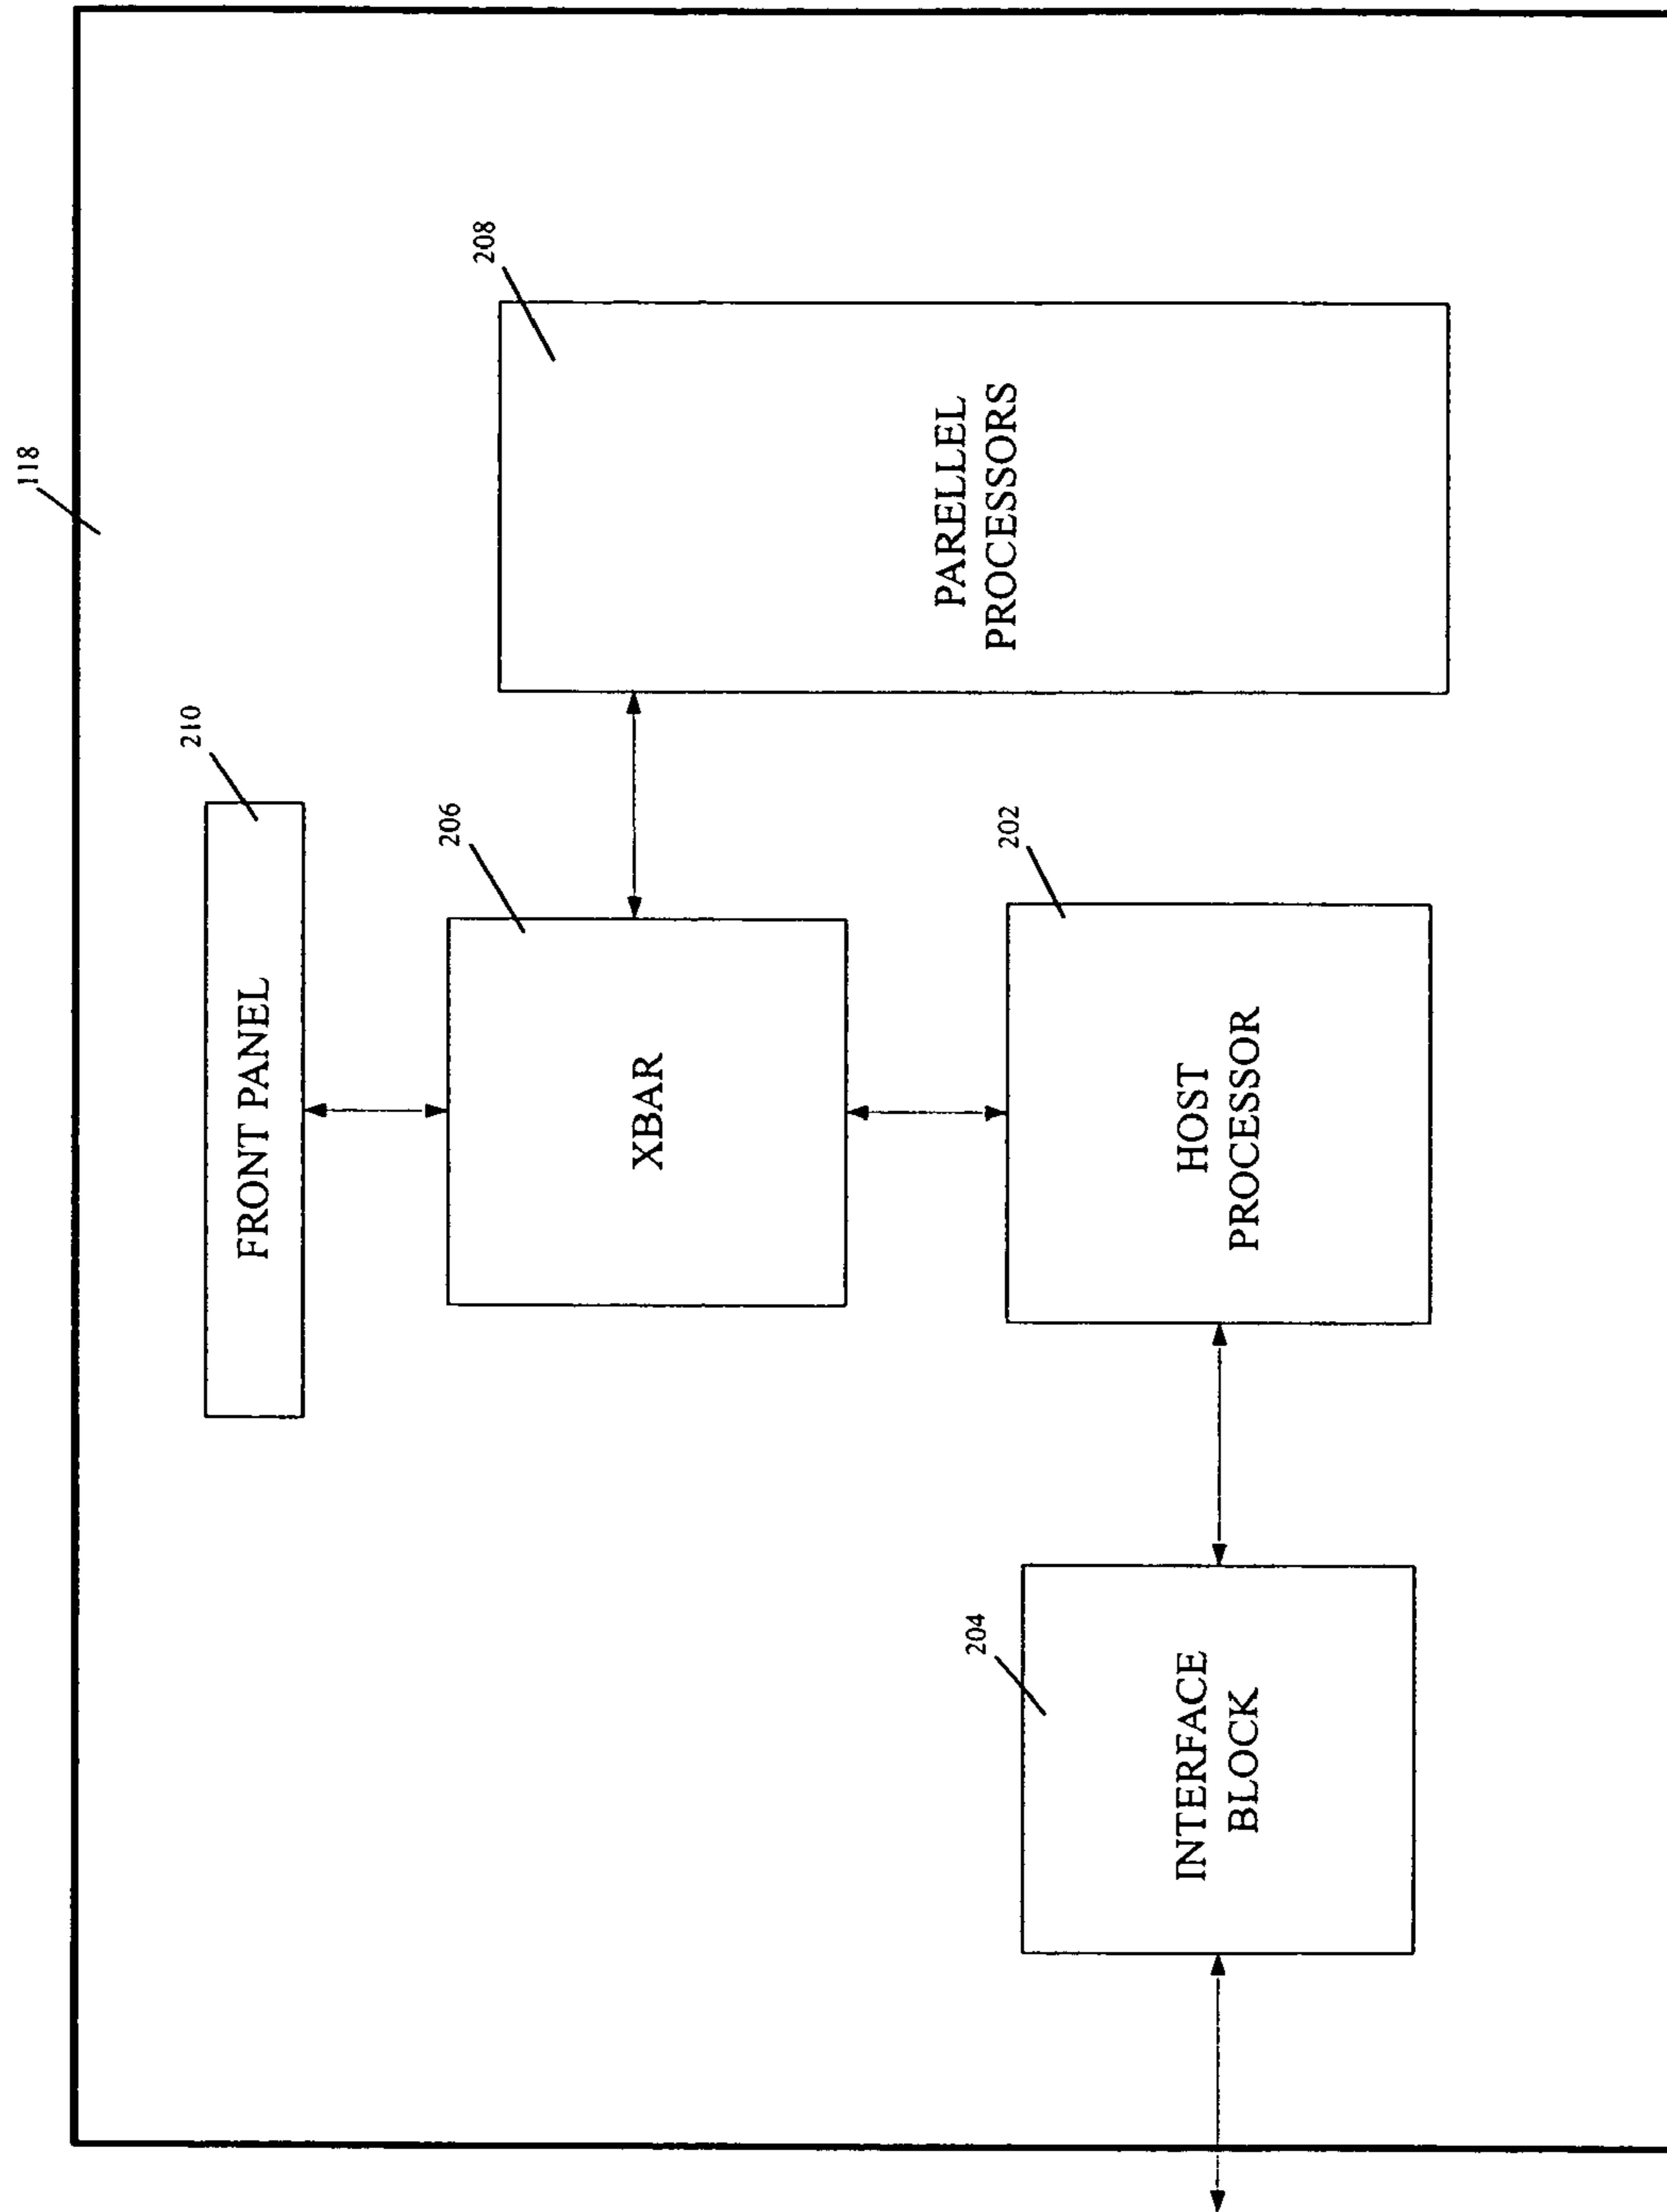 118
210
FRONT PANEL
206
XBAR
208
PARELLEL
PROCESSORS
204
INTERFACE
BLOCK
202
HOST
PROCESSOR